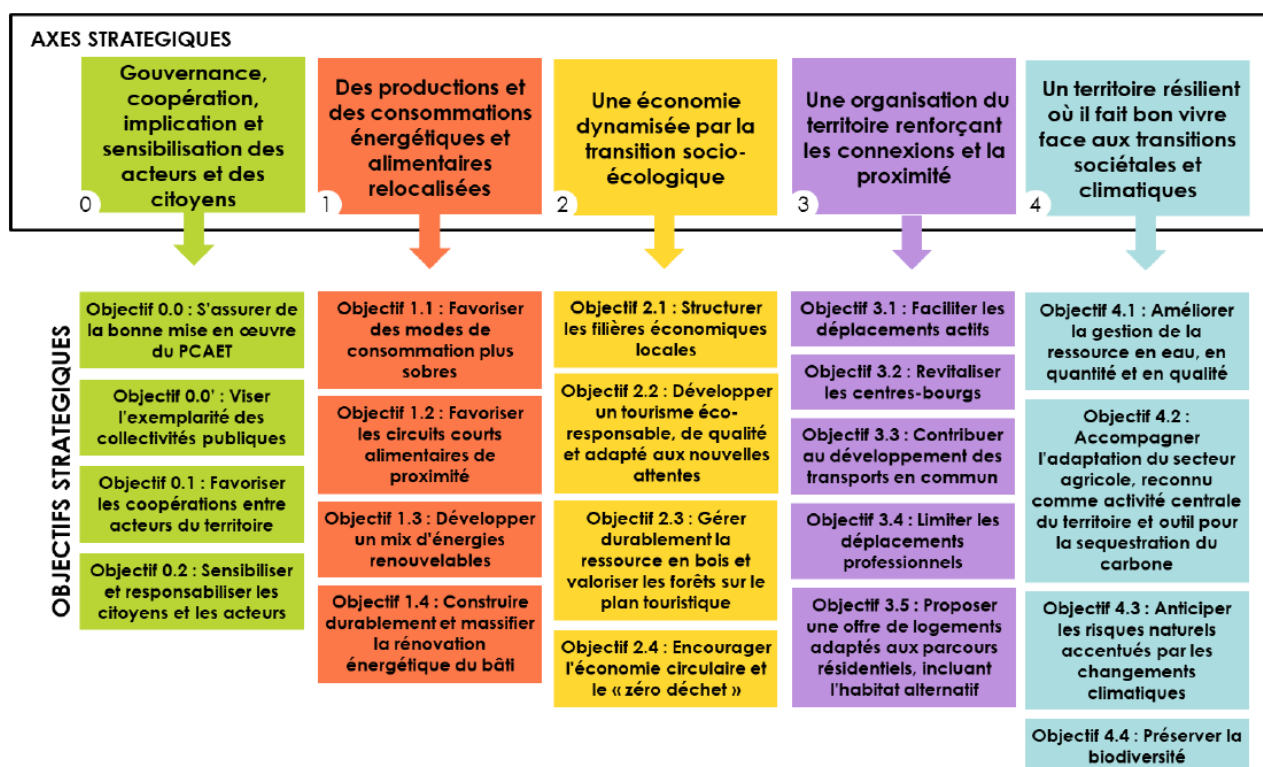 AXES STRATEGIQUES
Gouvernance,
coopération,
implication et
sensibilisation des
acteurs et des
citoyens
0
Des productions et
des consommations
énergétiques et
alimentaires
relocalisées
1
Une économie
dynamisée par la
transition socio-
écologique
2
Une organisation du
territoire renforçant
les connexions et la
proximité
3
Un territoire résilient
où il fait bon vivre
face aux transitions
sociétales et
climatiques
4
OBJECTIFS STRATEGIQUES
Objectif 0.0 : S'assurer de
la bonne mise en œuvre
du PCAET
Objectif 0.0' : Viser
l'exemplarité des
collectivités publiques
Objectif 0.1 : Favoriser
les coopérations entre
acteurs du territoire
Objectif 0.2 : Sensibiliser
et responsabiliser les
citoyens et les acteurs
Objectif 1.1 : Favoriser
des modes de
consommation plus
sobres
Objectif 1.2 : Favoriser
les circuits courts
alimentaires de
proximité
Objectif 1.3 : Développer
un mix d'énergies
renouvelables
Objectif 1.4 : Construire
durablement et massifier
la rénovation
énergétique du bâti
Objectif 2.1 : Structurer
les filières économiques
locales
Objectif 2.2 : Développer
un tourisme éco-
responsable, de qualité
et adapté aux nouvelles
attentes
Objectif 2.3 : Gérer
durablement la
ressource en bois et
valoriser les forêts sur le
plan touristique
Objectif 2.4 : Encourager
l'économie circulaire et
le « zéro déchet »
Objectif 3.1 : Faciliter les
déplacements actifs
Objectif 3.2 : Revitaliser
les centres-bourgs
Objectif 3.3 : Contribuer
au développement des
transports en commun
Objectif 3.4 : Limiter les
déplacements
professionnels
Objectif 3.5 : Proposer
une offre de logements
adaptés aux parcours
résidentiels, incluant
l'habitat alternatif
Objectif 4.1 : Améliorer
la gestion de la
ressource en eau, en
quantité et en qualité
Objectif 4.2 :
Accompagner
l'adaptation du secteur
agricole, reconnu
comme activité centrale
du territoire et outil pour
la sequestration du
carbone
Objectif 4.3 : Anticiper
les risques naturels
accentués par les
changements
climatiques
Objectif 4.4 : Préserver la
biodiversité